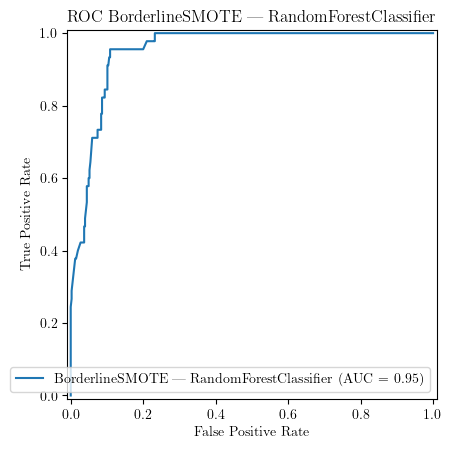 ROC BorderlineSMOTE — RandomForestClassifier
True Positive Rate
1.0
0.8
0.6
0.4
0.2
0.0
BorderlineSMOTE — RandomForestClassifier (AUC = 0.95)
0.0 0.2 0.4 0.6 0.8 1.0
False Positive Rate